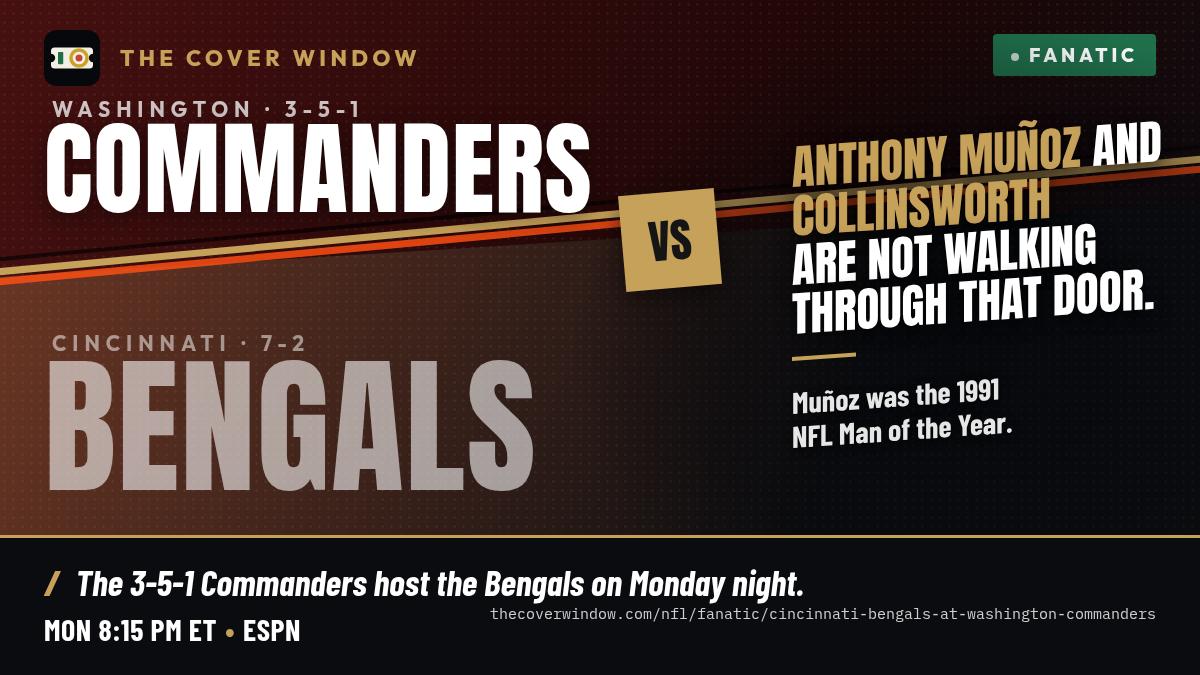 THE COVER WINDOW
FANATIC
WASHINGTON · 3-5-1
COMMANDERS
VS
CINCINNATI · 7-2
BENGALS
ANTHONY MUÑOZ AND
COLLINSWORTH
ARE NOT WALKING
THROUGH THAT DOOR.
Muñoz was the 1991
NFL Man of the Year.
/ The 3-5-1 Commanders host the Bengals on Monday night.
thecoverwindow.com/nfl/fanatic/cincinnati-bengals-at-washington-commanders
MON 8:15 PM ET • ESPN